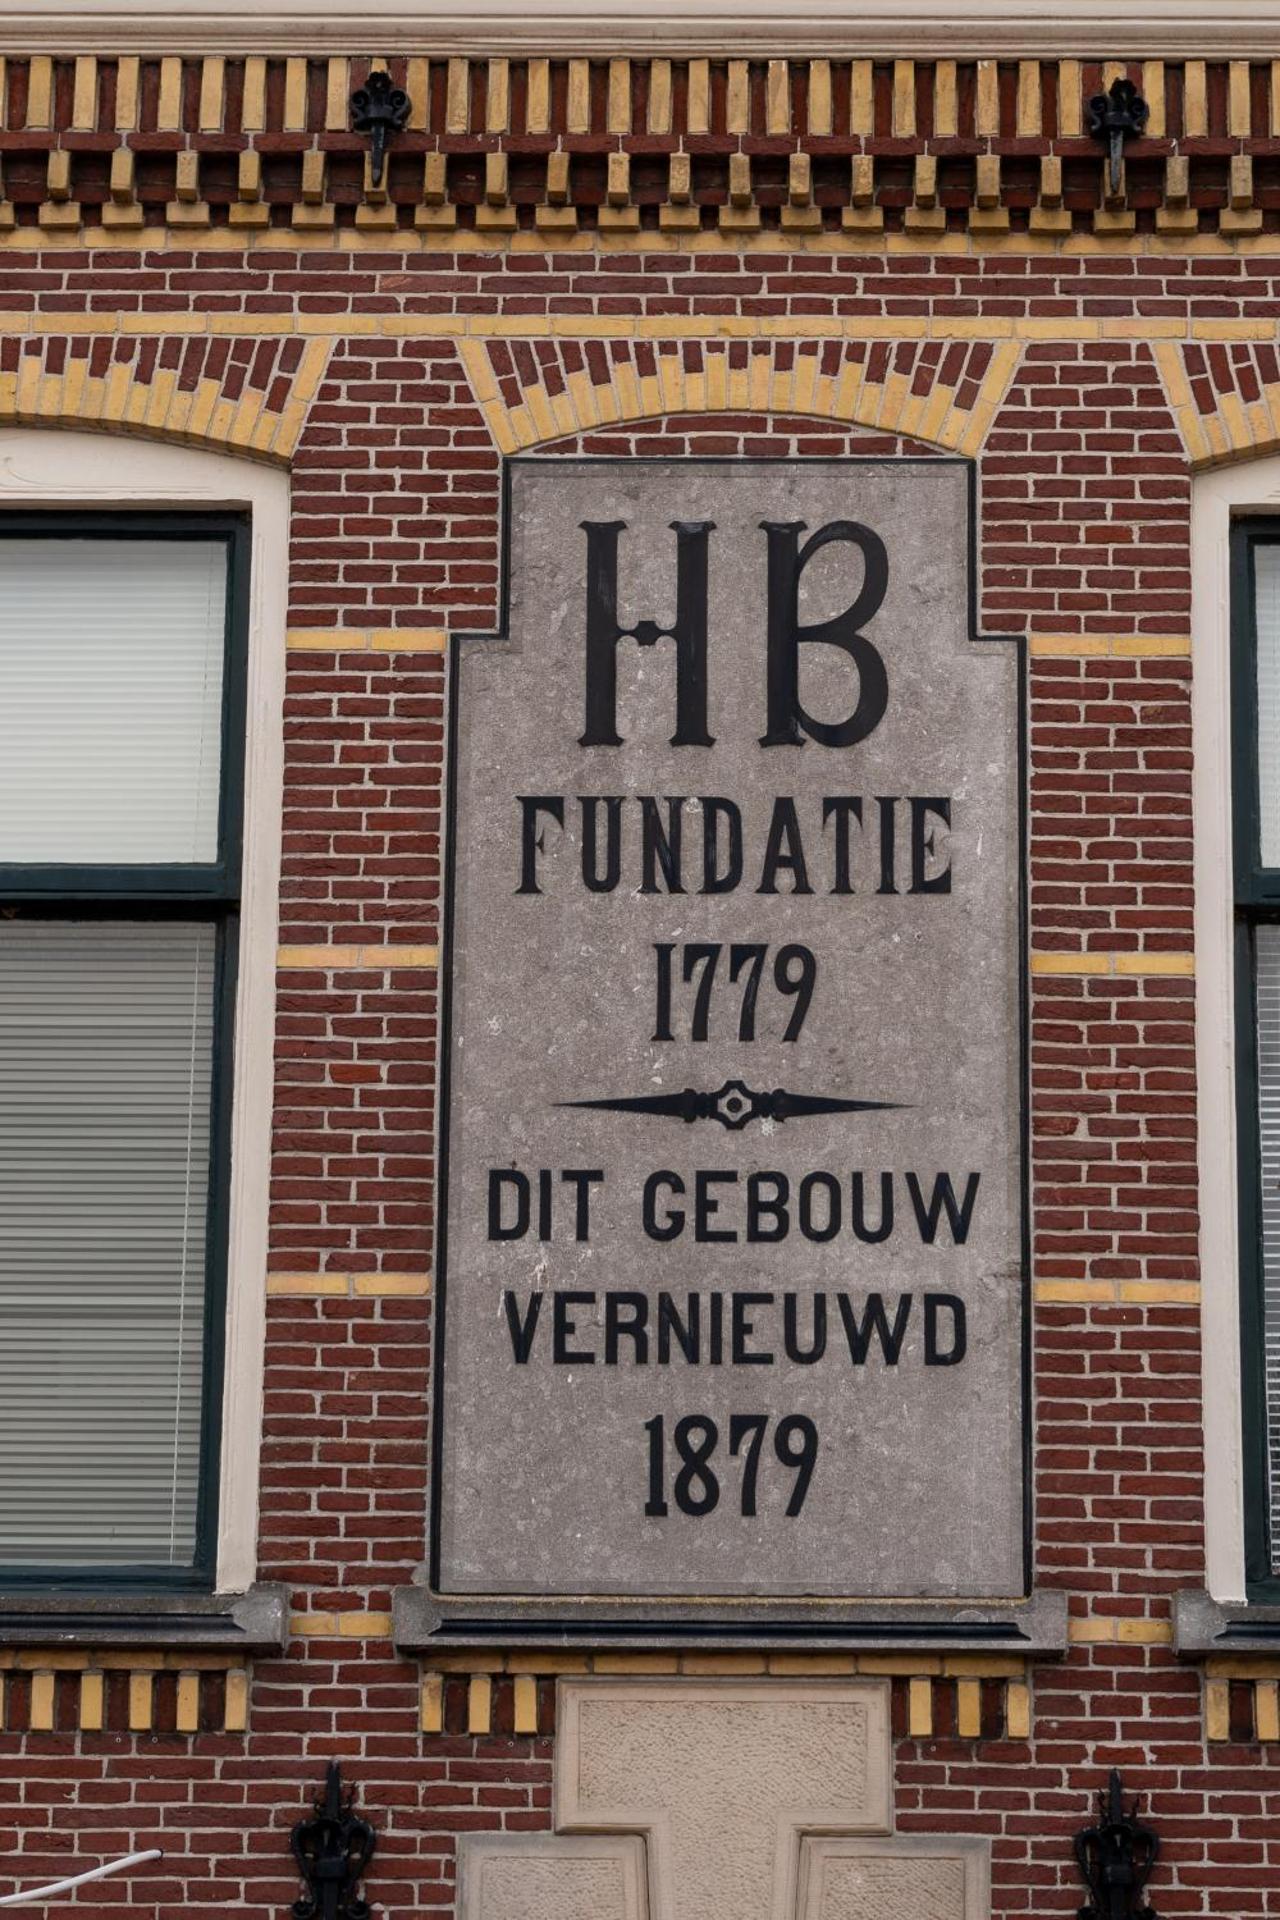 HB
FUNDATIE
1779
DIT GEBOUW
VERNIEUWD
1879